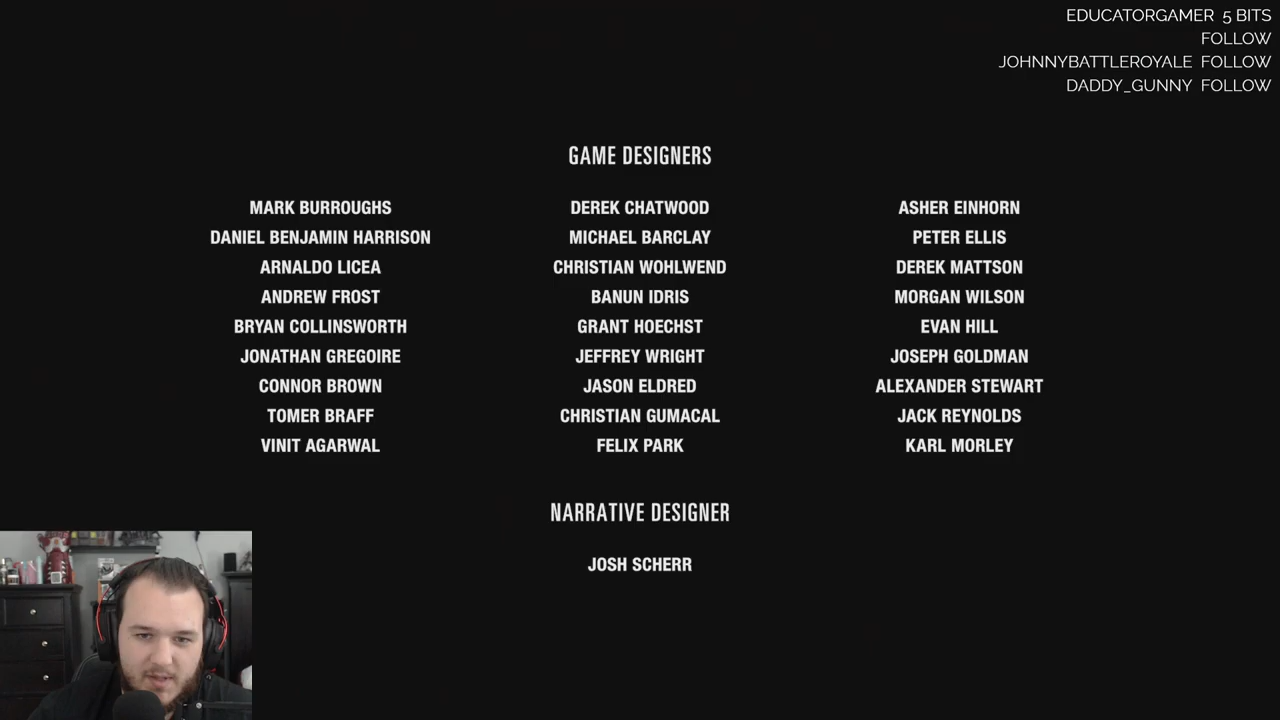 EDUCATORGAMER 5 BITS
FOLLOW
JOHNNYBATTLEROYALE FOLLOW
DADDY_GUNNY FOLLOW
GAME DESIGNERS
MARK BURROUGHS DEREK CHATWOOD ASHER EINHORN
DANIEL BENJAMIN HARRISON MICHAEL BARCLAY PETER ELLIS
ARNALDO LICEA CHRISTIAN WOHLWEND DEREK MATTSON
ANDREW FROST BANUN IDRIS MORGAN WILSON
BRYAN COLLINSWORTH GRANT HOECHST EVAN HILL
JONATHAN GREGOIRE JEFFREY WRIGHT JOSEPH GOLDMAN
CONNOR BROWN JASON ELDRED ALEXANDER STEWART
TOMER BRAFF CHRISTIAN GUMACAL JACK REYNOLDS
VINIT AGARWAL FELIX PARK KARL MORLEY
NARRATIVE DESIGNER
JOSH SCHERR